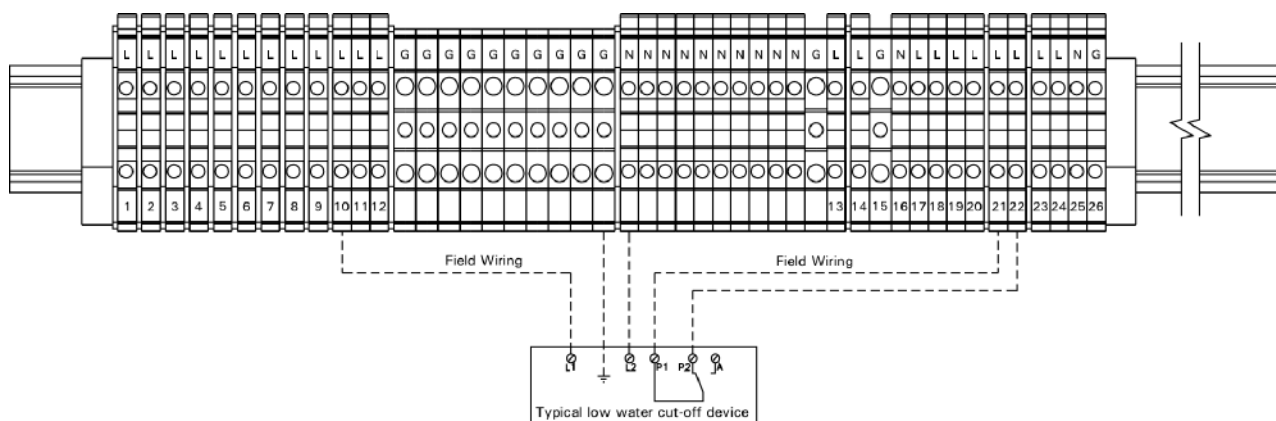 L L L L L L L L L L L L G G G G G G G G G G N N N N N N N N N N G L L G N L L L L L L L L N G
1 2 3 4 5 6 7 8 9 10 11 12 13 14 15 16 17 18 19 20 21 22 23 24 25 26
Field Wiring Field Wiring
L1 L2 P1 P2 A
Typical low water cut-off device